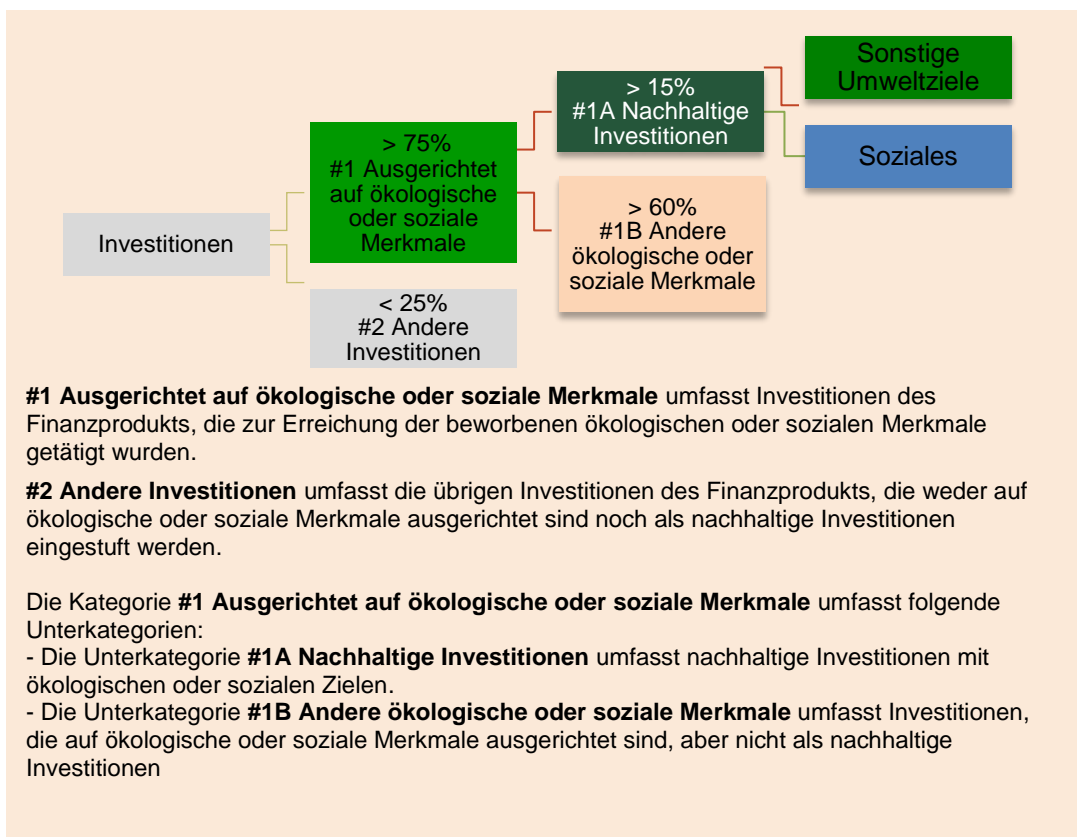 Investitionen
> 75%
#1 Ausgerichtet
auf ökologische
oder soziale
Merkmale
< 25%
#2 Andere
Investitionen
> 15%
#1A Nachhaltige
Investitionen
> 60%
#1B Andere
ökologische oder
soziale Merkmale
Sonstige
Umweltziele
Soziales
#1 Ausgerichtet auf ökologische oder soziale Merkmale umfasst Investitionen des
Finanzprodukts, die zur Erreichung der beworbenen ökologischen oder sozialen Merkmale
getätigt wurden.
#2 Andere Investitionen umfasst die übrigen Investitionen des Finanzprodukts, die weder auf
ökologische oder soziale Merkmale ausgerichtet sind noch als nachhaltige Investitionen
eingestuft werden.
Die Kategorie #1 Ausgerichtet auf ökologische oder soziale Merkmale umfasst folgende
Unterkategorien:
- Die Unterkategorie #1A Nachhaltige Investitionen umfasst nachhaltige Investitionen mit
ökologischen oder sozialen Zielen.
- Die Unterkategorie #1B Andere ökologische oder soziale Merkmale umfasst Investitionen,
die auf ökologische oder soziale Merkmale ausgerichtet sind, aber nicht als nachhaltige
Investitionen